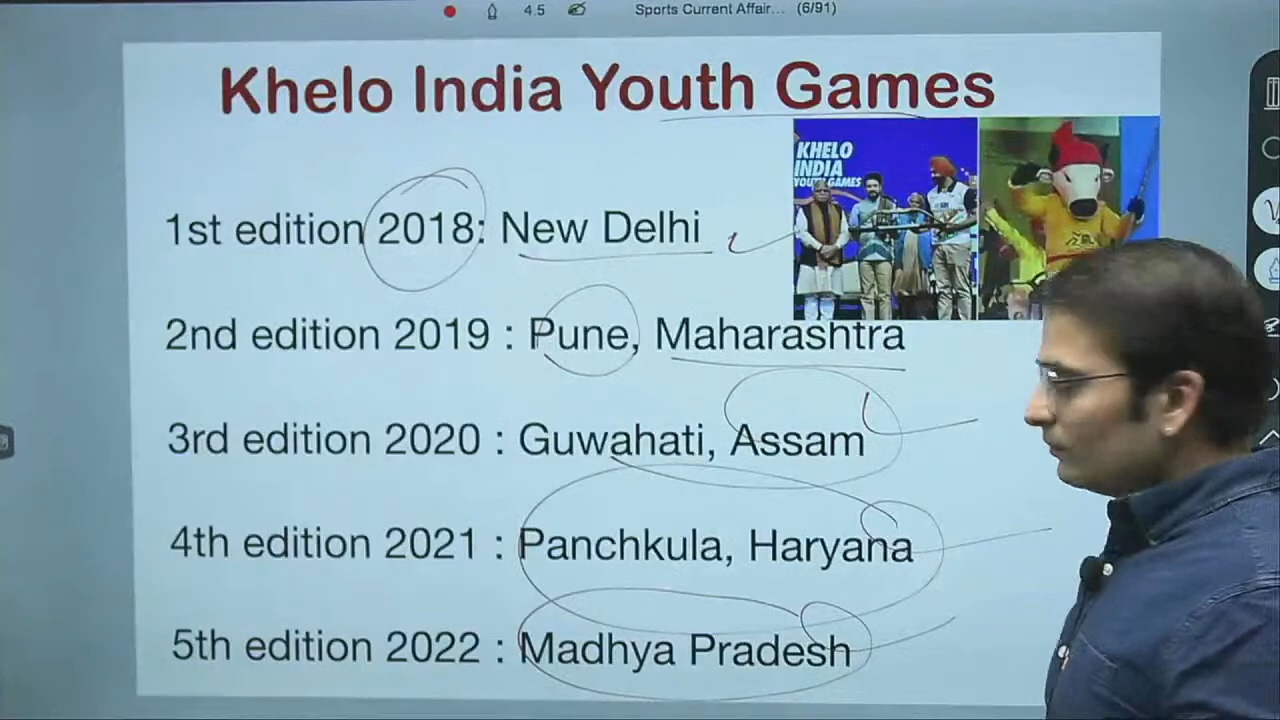 4.5 Sports Current Affair... (6/91)
Khelo India Youth Games
KHELO
INDIA
YOUTH GAMES
1st edition 2018: New Delhi
2nd edition 2019 : Pune, Maharashtra
3rd edition 2020 : Guwahati, Assam
4th edition 2021 : Panchkula, Haryana
5th edition 2022 : Madhya Pradesh